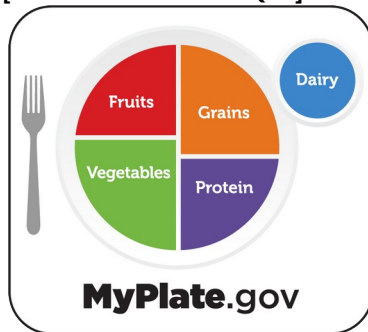 Fruits
Grains
Dairy
Vegetables
Protein
MyPlate.gov